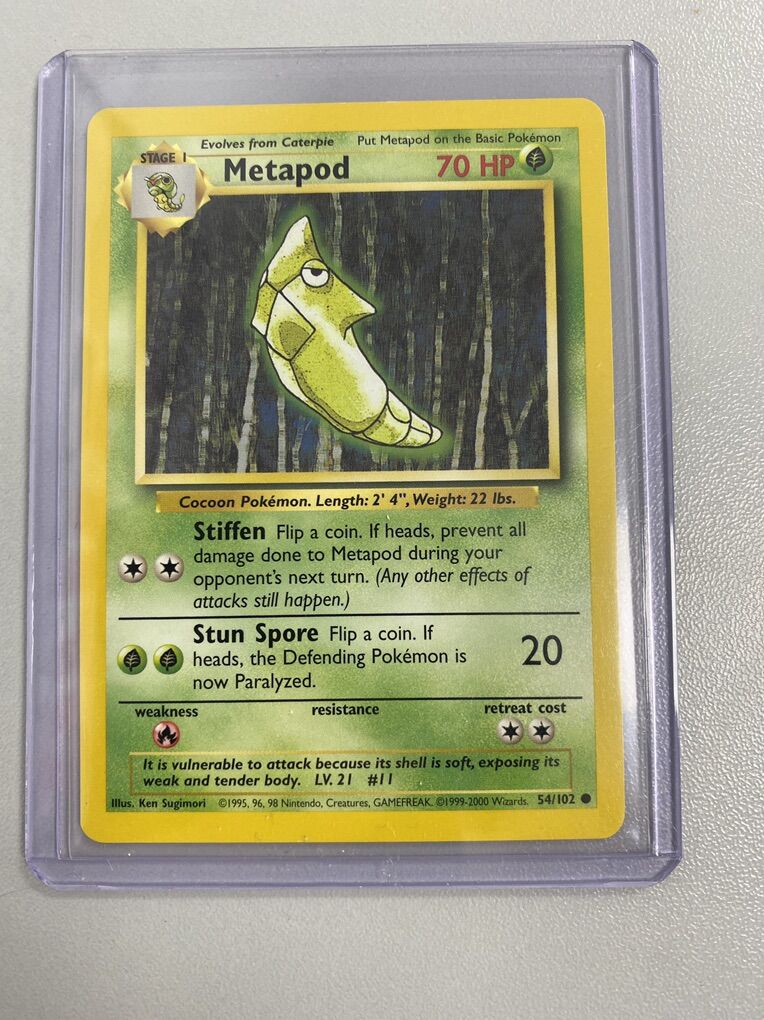 Evolves from Caterpie Put Metapod on the Basic Pokémon
STAGE 1 Metapod 70 HP
Cocoon Pokémon. Length: 2' 4", Weight: 22 lbs.
Stiffen Flip a coin. If heads, prevent all
damage done to Metapod during your
opponent's next turn. (Any other effects of
attacks still happen.)
Stun Spore Flip a coin. If
heads, the Defending Pokémon is 20
now Paralyzed.
weakness resistance retreat cost
It is vulnerable to attack because its shell is soft, exposing its
weak and tender body. LV. 21 #11
Illus. Ken Sugimori ©1995, 96, 98 Nintendo, Creatures, GAMEFREAK. ©1999-2000 Wizards. 54/102